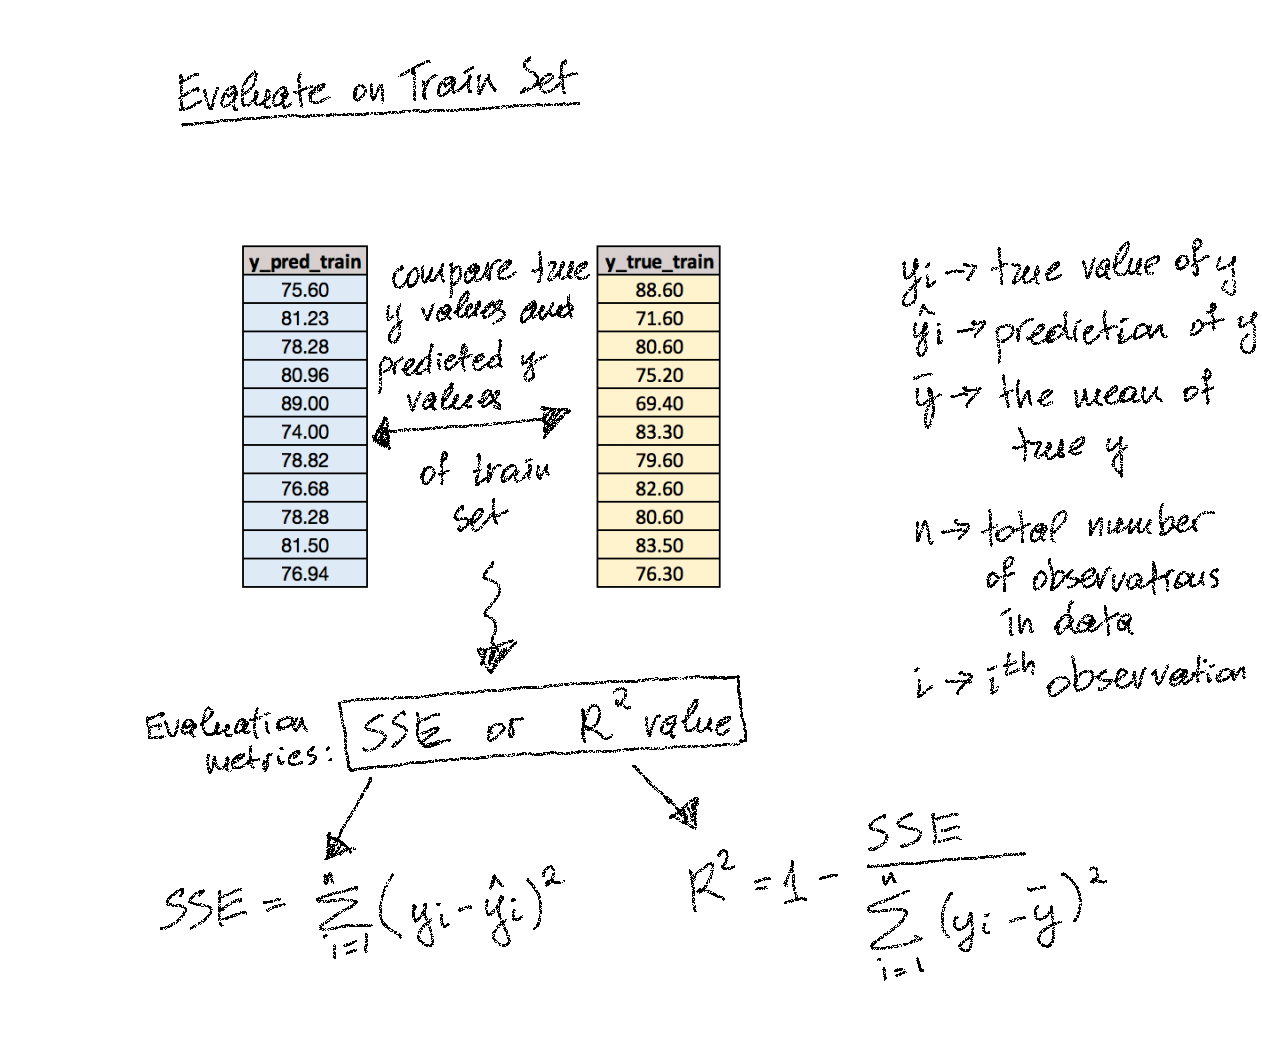 Evaluate on Train Set
y_pred_train
75.60
81.23
78.28
80.96
89.00
74.00
78.82
76.68
78.28
81.50
76.94
compare true
y values and
predicted y
values
of train
set
y_true_train
88.60
71.60
80.60
75.20
69.40
83.30
79.60
82.60
80.60
83.50
76.30
yi → true value of y
ŷi → prediction of y
ȳ → the mean of
true y
n → total number
of observations
in data
i → ith observation
Evaluation
metrics:
SSE or R² value
SSE = n∑i=1 (yi - ŷi)²
R² = 1 - SSE / n∑i=1 (yi - ȳ)²